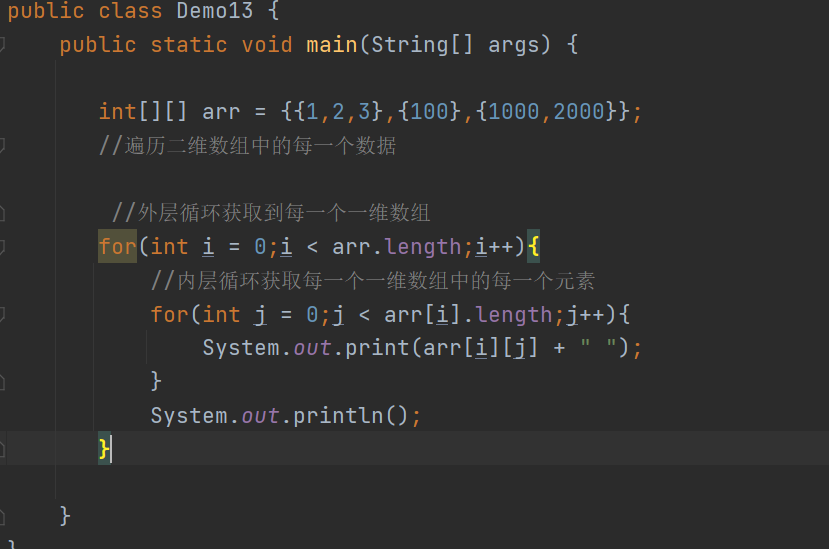 public class Demo13 {
public static void main(String[] args) {
int[][] arr = {{1,2,3},{100},{1000,2000}};
//遍历二维数组中的每一个数据
//外层循环获取到每一个一维数组
for(int i = 0;i < arr.length;i++){
//内层循环获取每一个一维数组中的每一个元素
for(int j = 0;j < arr[i].length;j++){
System.out.print(arr[i][j] + " ");
}
System.out.println();
}
}
}